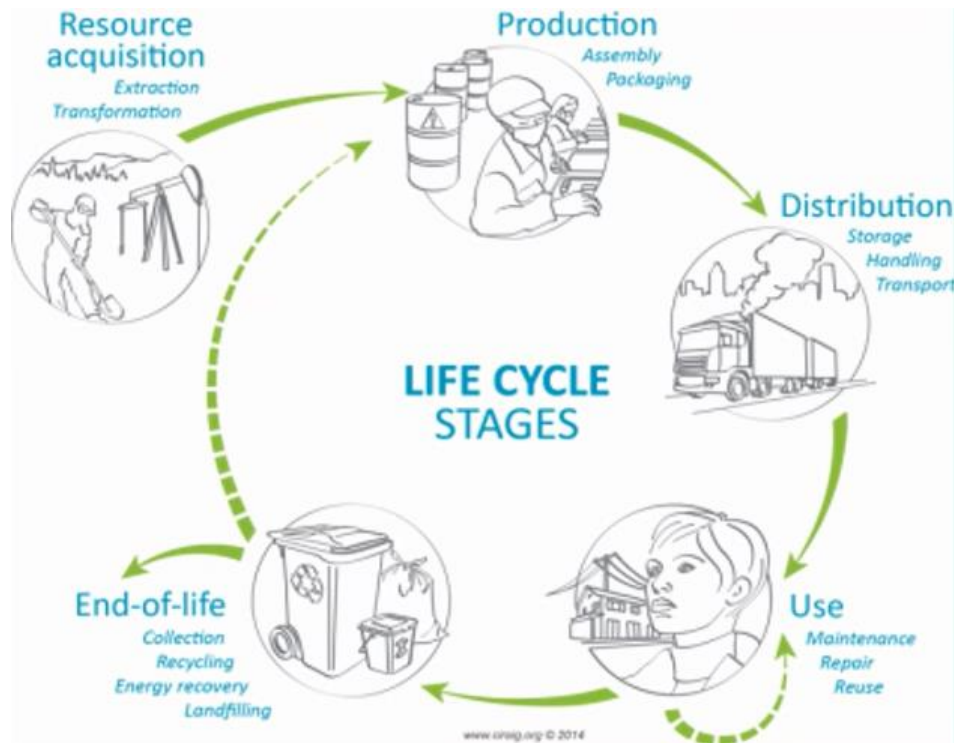 Resource
acquisition
Extraction
Transformation
Production
Assembly
Packaging
Distribution
Storage
Handling
Transport
LIFE CYCLE
STAGES
Use
Maintenance
Repair
Reuse
End-of-life
Collection
Recycling
Energy recovery
Landfilling
www.ciraig.org © 2014